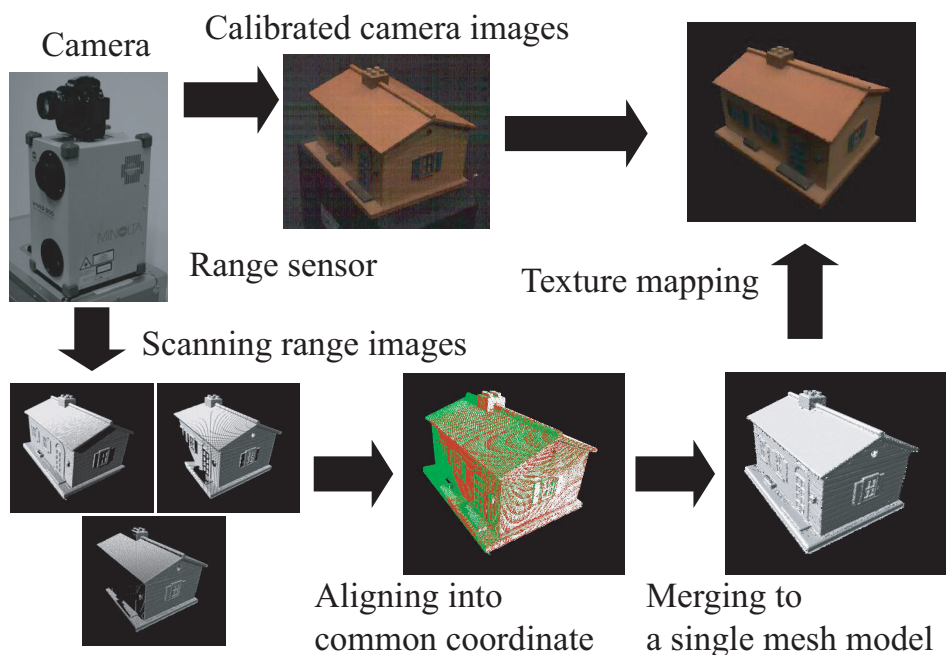 Camera
Calibrated camera images
MINOLTA
Range sensor
Texture mapping
Scanning range images
Aligning into
common coordinate
Merging to
a single mesh model